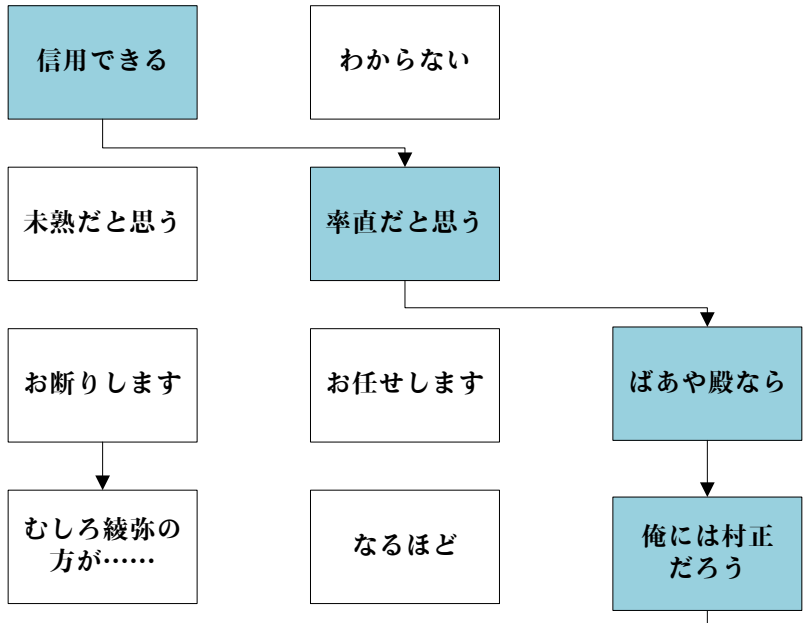 信用できる
わからない
未熟だと思う
率直だと思う
お断りします
お任せします
ばあや殿なら
むしろ綾弥の
方が……
なるほど
俺には村正
だろう